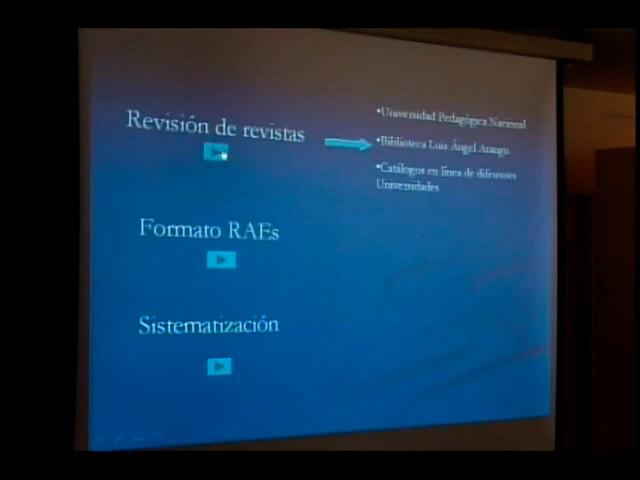 Revisión de revistas
•Universidad Pedagógica Nacional
•Biblioteca Luis Ángel Arango.
•Catálogos en línea de diferentes
Universidades
Formato RAEs
Sistematización